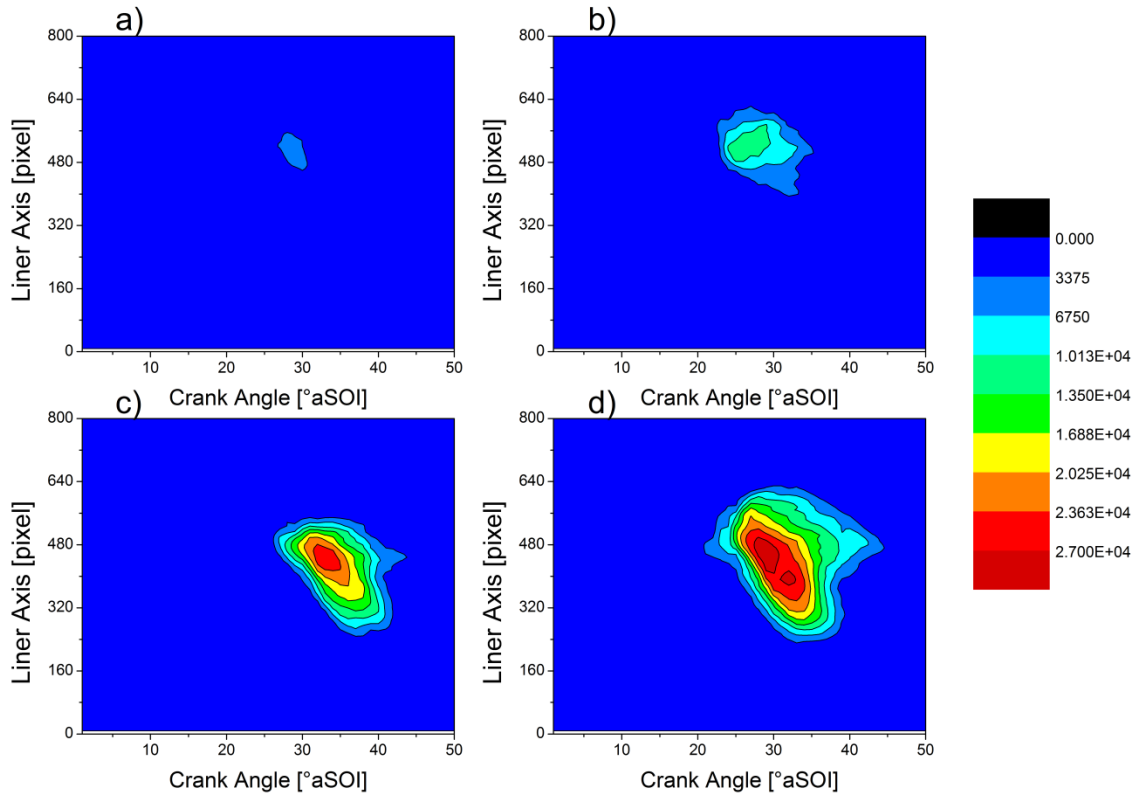 a)
800
640
480
320
160
0
10 20 30 40 50
Liner Axis [pixel]
Crank Angle [°aSOI]
b)
800
640
480
320
160
0
10 20 30 40 50
Liner Axis [pixel]
Crank Angle [°aSOI]
c)
800
640
480
320
160
0
10 20 30 40 50
Liner Axis [pixel]
Crank Angle [°aSOI]
d)
800
640
480
320
160
0
10 20 30 40 50
Liner Axis [pixel]
Crank Angle [°aSOI]
0.000
3375
6750
1.013E+04
1.350E+04
1.688E+04
2.025E+04
2.363E+04
2.700E+04